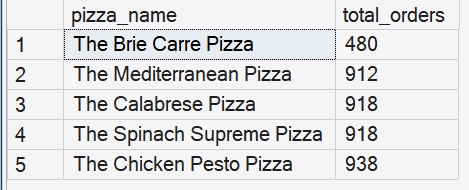 pizza_name total_orders
1 The Brie Carre Pizza 480
2 The Mediterranean Pizza 912
3 The Calabrese Pizza 918
4 The Spinach Supreme Pizza 918
5 The Chicken Pesto Pizza 938